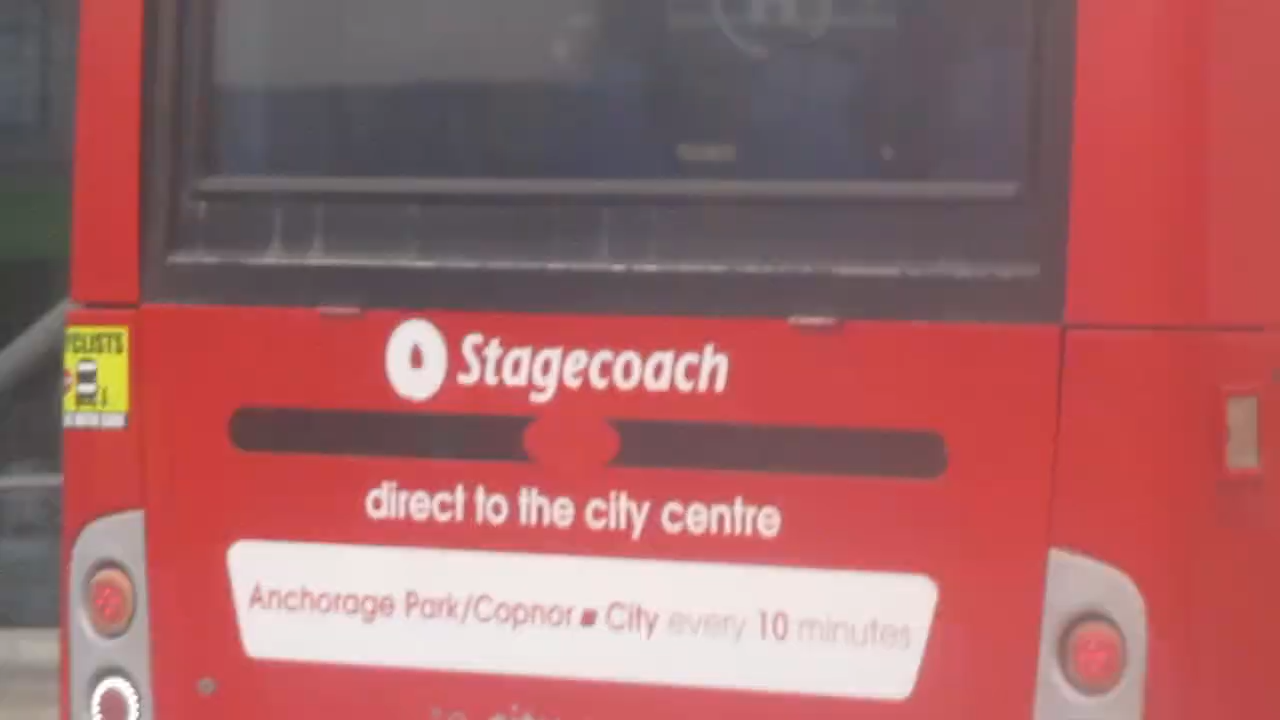 Stagecoach
direct to the city centre
Anchorage Park/Copnor ▪ City every 10 minutes